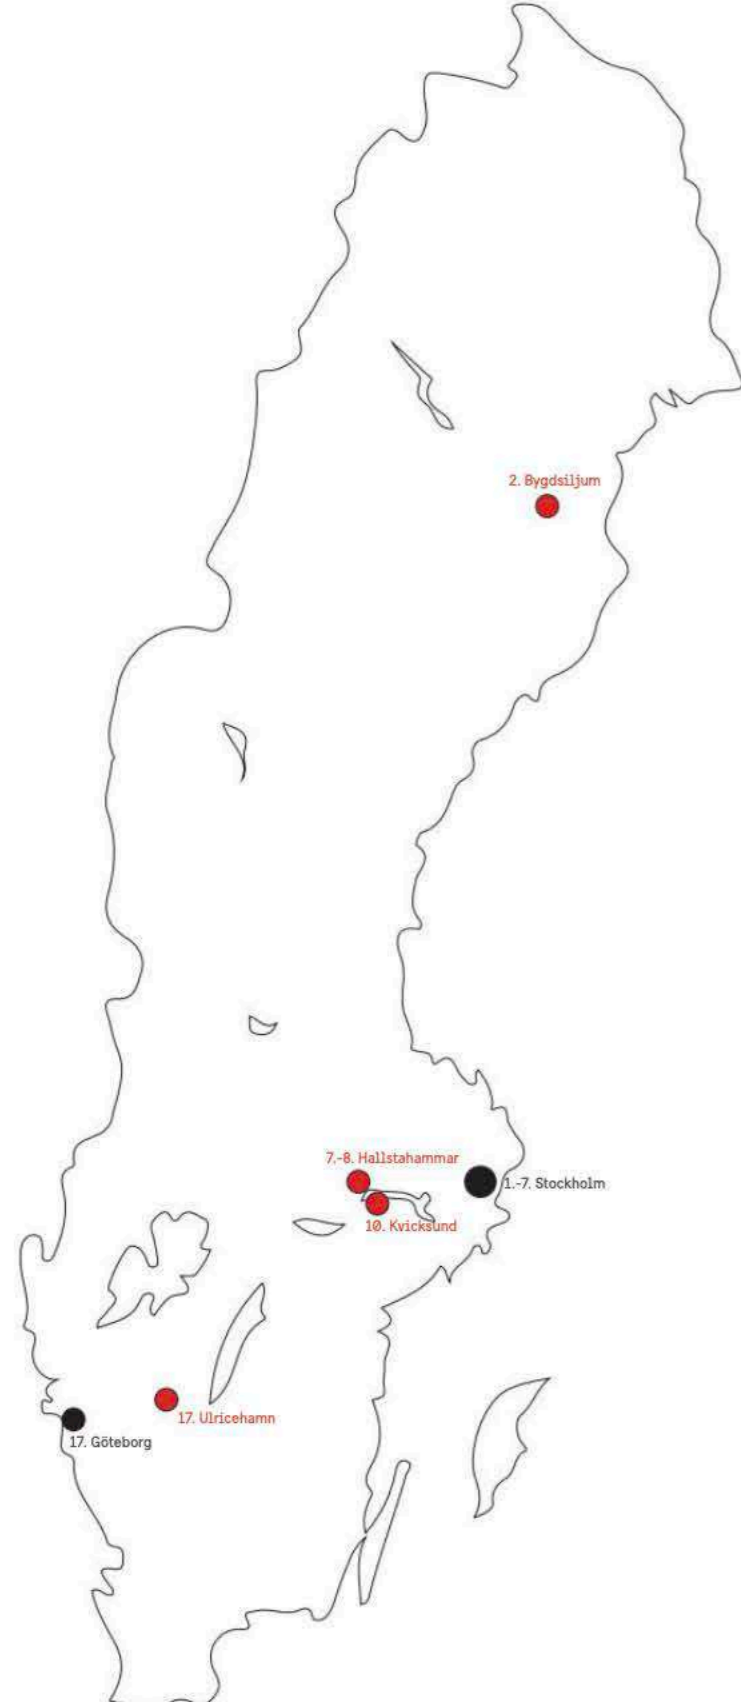 2. Bygdsiljum
7.-8. Hallstahammar
1.-7. Stockholm
10. Kvicksund
17. Ulricehamn
17. Göteborg